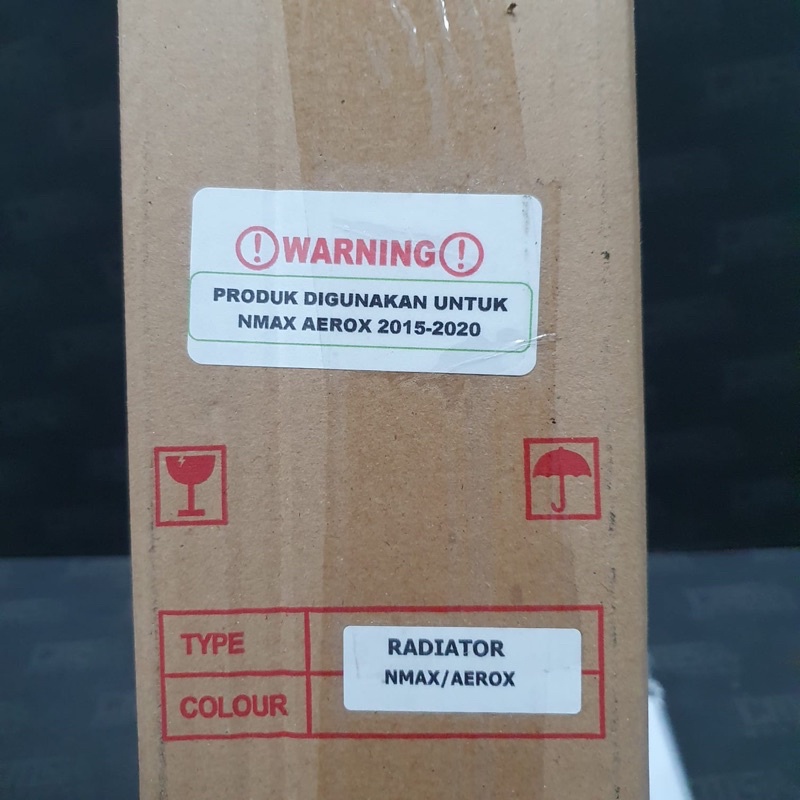 WARNING
PRODUK DIGUNAKAN UNTUK
NMAX AEROX 2015-2020
TYPE
RADIATOR
NMAX/AEROX
COLOUR